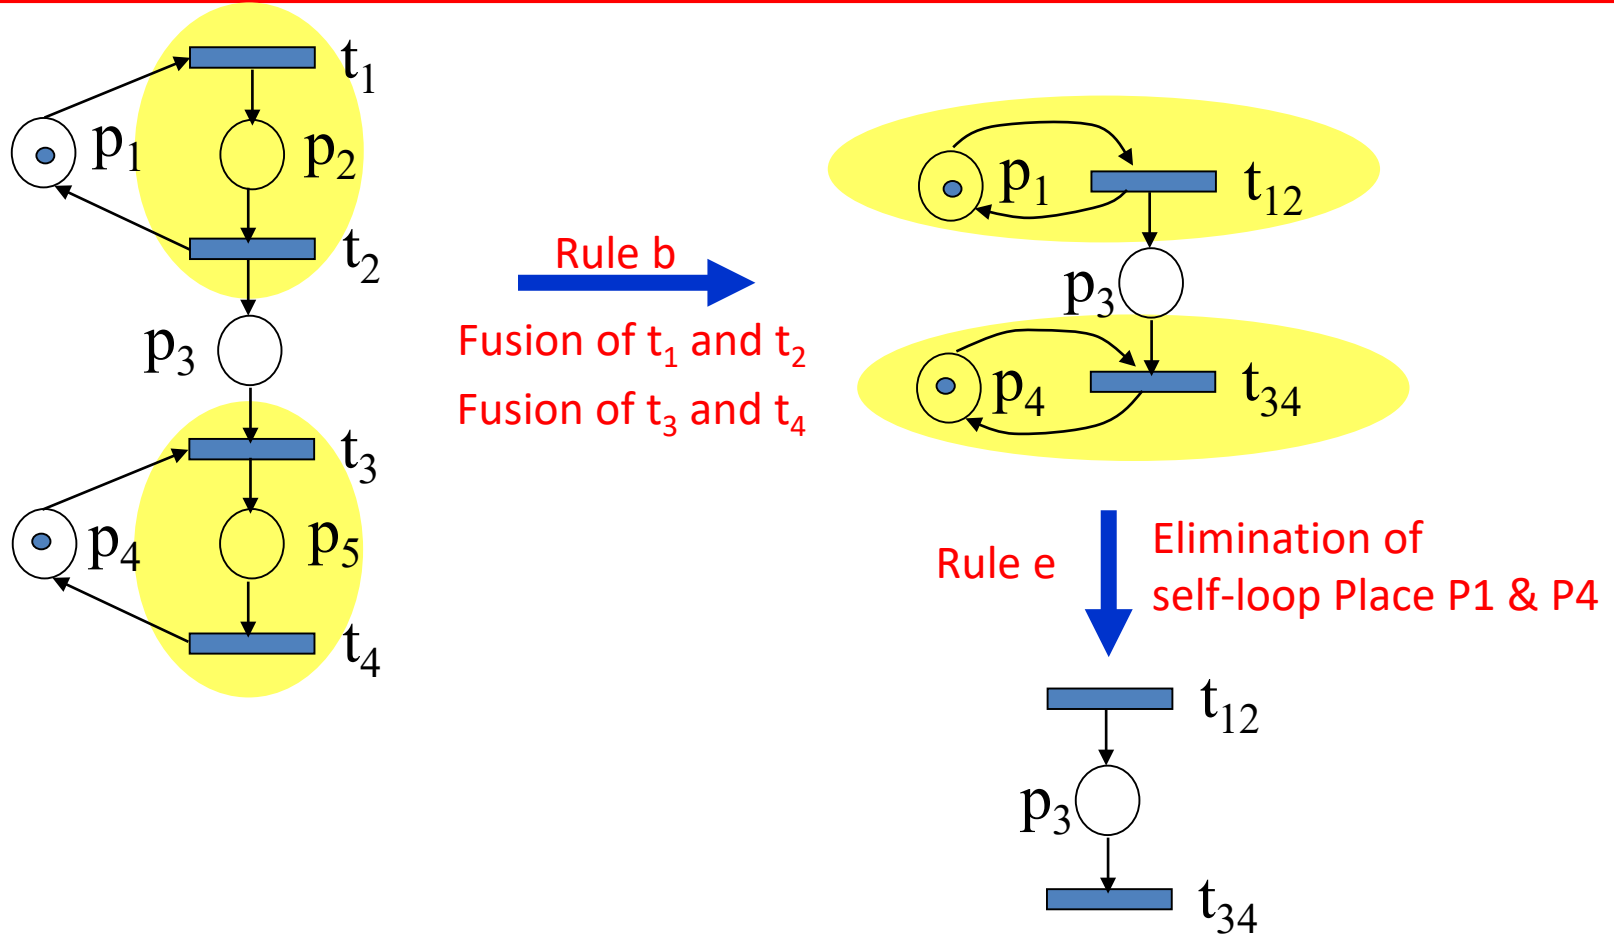 t₁
p₁
p₂
t₂
p₃
t₃
p₄
p₅
t₄
Rule b
Fusion of t₁ and t₂
Fusion of t₃ and t₄
p₁
t₁₂
p₃
p₄
t₃₄
Rule e
Elimination of
self-loop Place P1 & P4
t₁₂
p₃
t₃₄